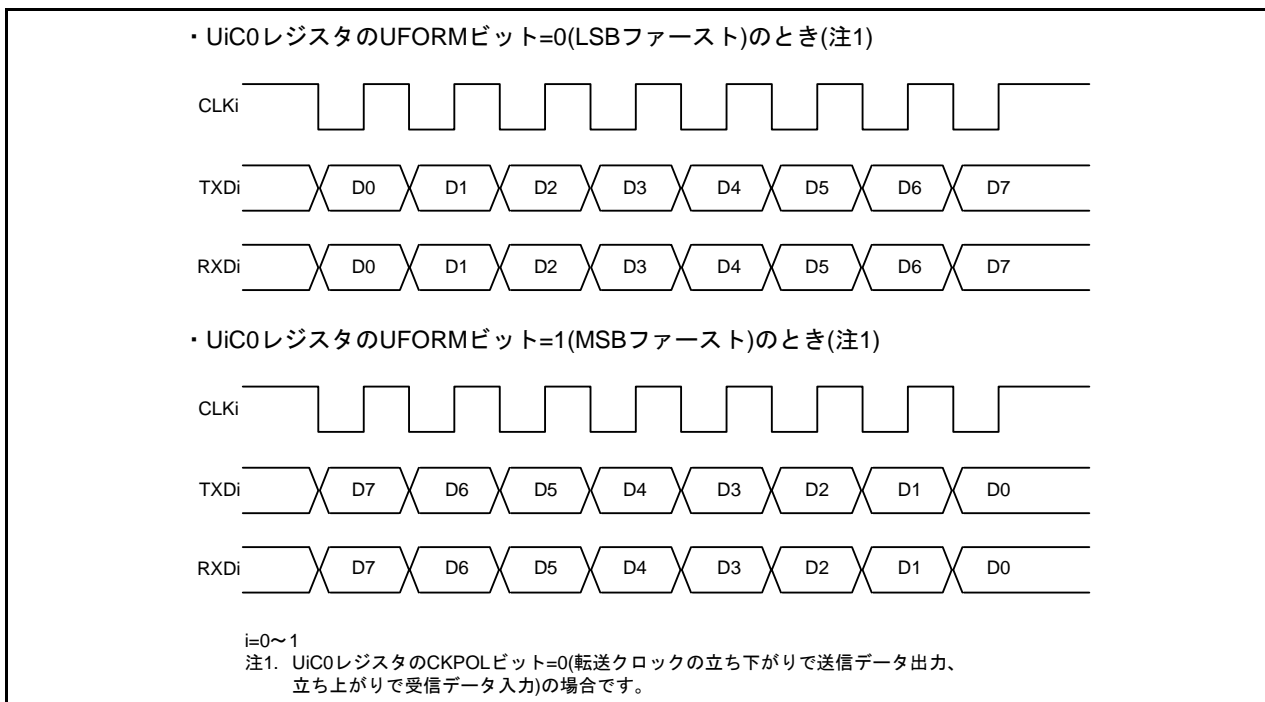 ・UiC0レジスタのUFORMビット=0(LSBファースト)のとき(注1)
CLKi
TXDi D0 D1 D2 D3 D4 D5 D6 D7
RXDi D0 D1 D2 D3 D4 D5 D6 D7
・UiC0レジスタのUFORMビット=1(MSBファースト)のとき(注1)
CLKi
TXDi D7 D6 D5 D4 D3 D2 D1 D0
RXDi D7 D6 D5 D4 D3 D2 D1 D0
i=0〜1
注1. UiC0レジスタのCKPOLビット=0(転送クロックの立ち下がりで送信データ出力、
立ち上がりで受信データ入力)の場合です。